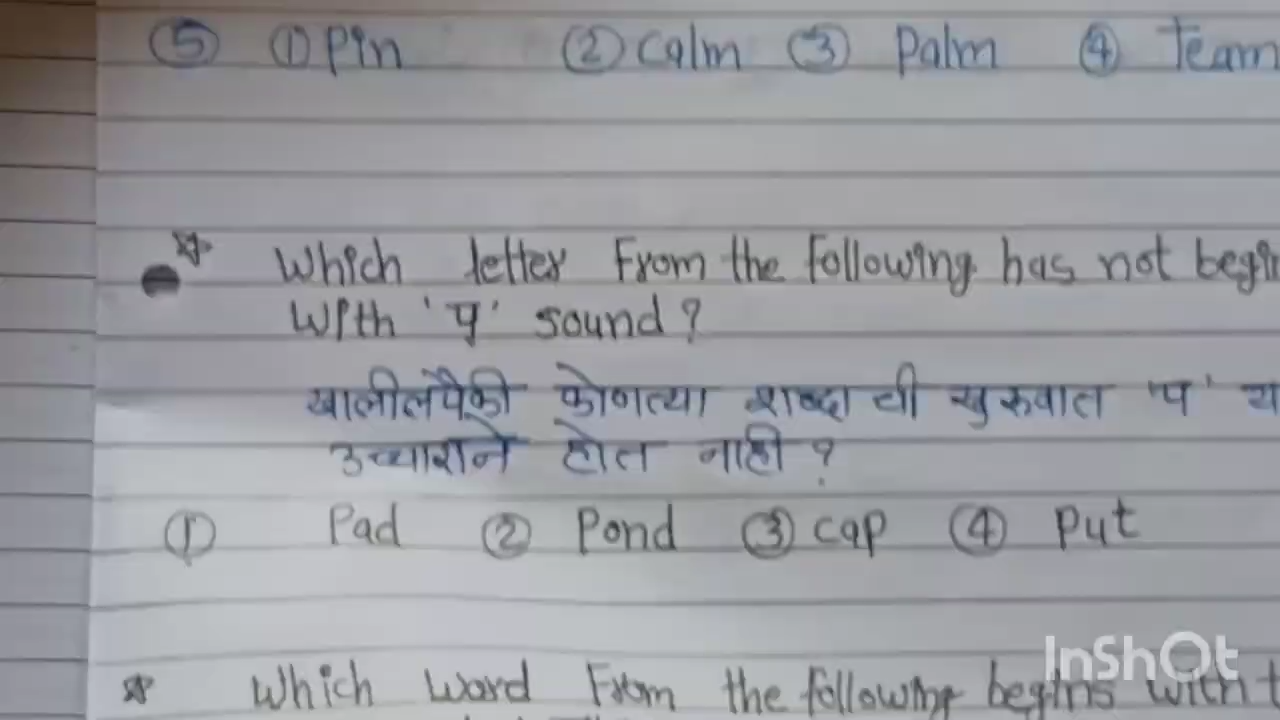 ⑤ ① Pin ② Calm ③ Palm ④ Team
* Which letter From the following has not begin
With 'प' sound?
खालीलपैकी कोणत्या शब्दाची सुरुवात 'प' य
उच्चाराने होत नाही ?
① Pad ② Pond ③ Cap ④ Put
* Which word From the following begins with t
InShOt